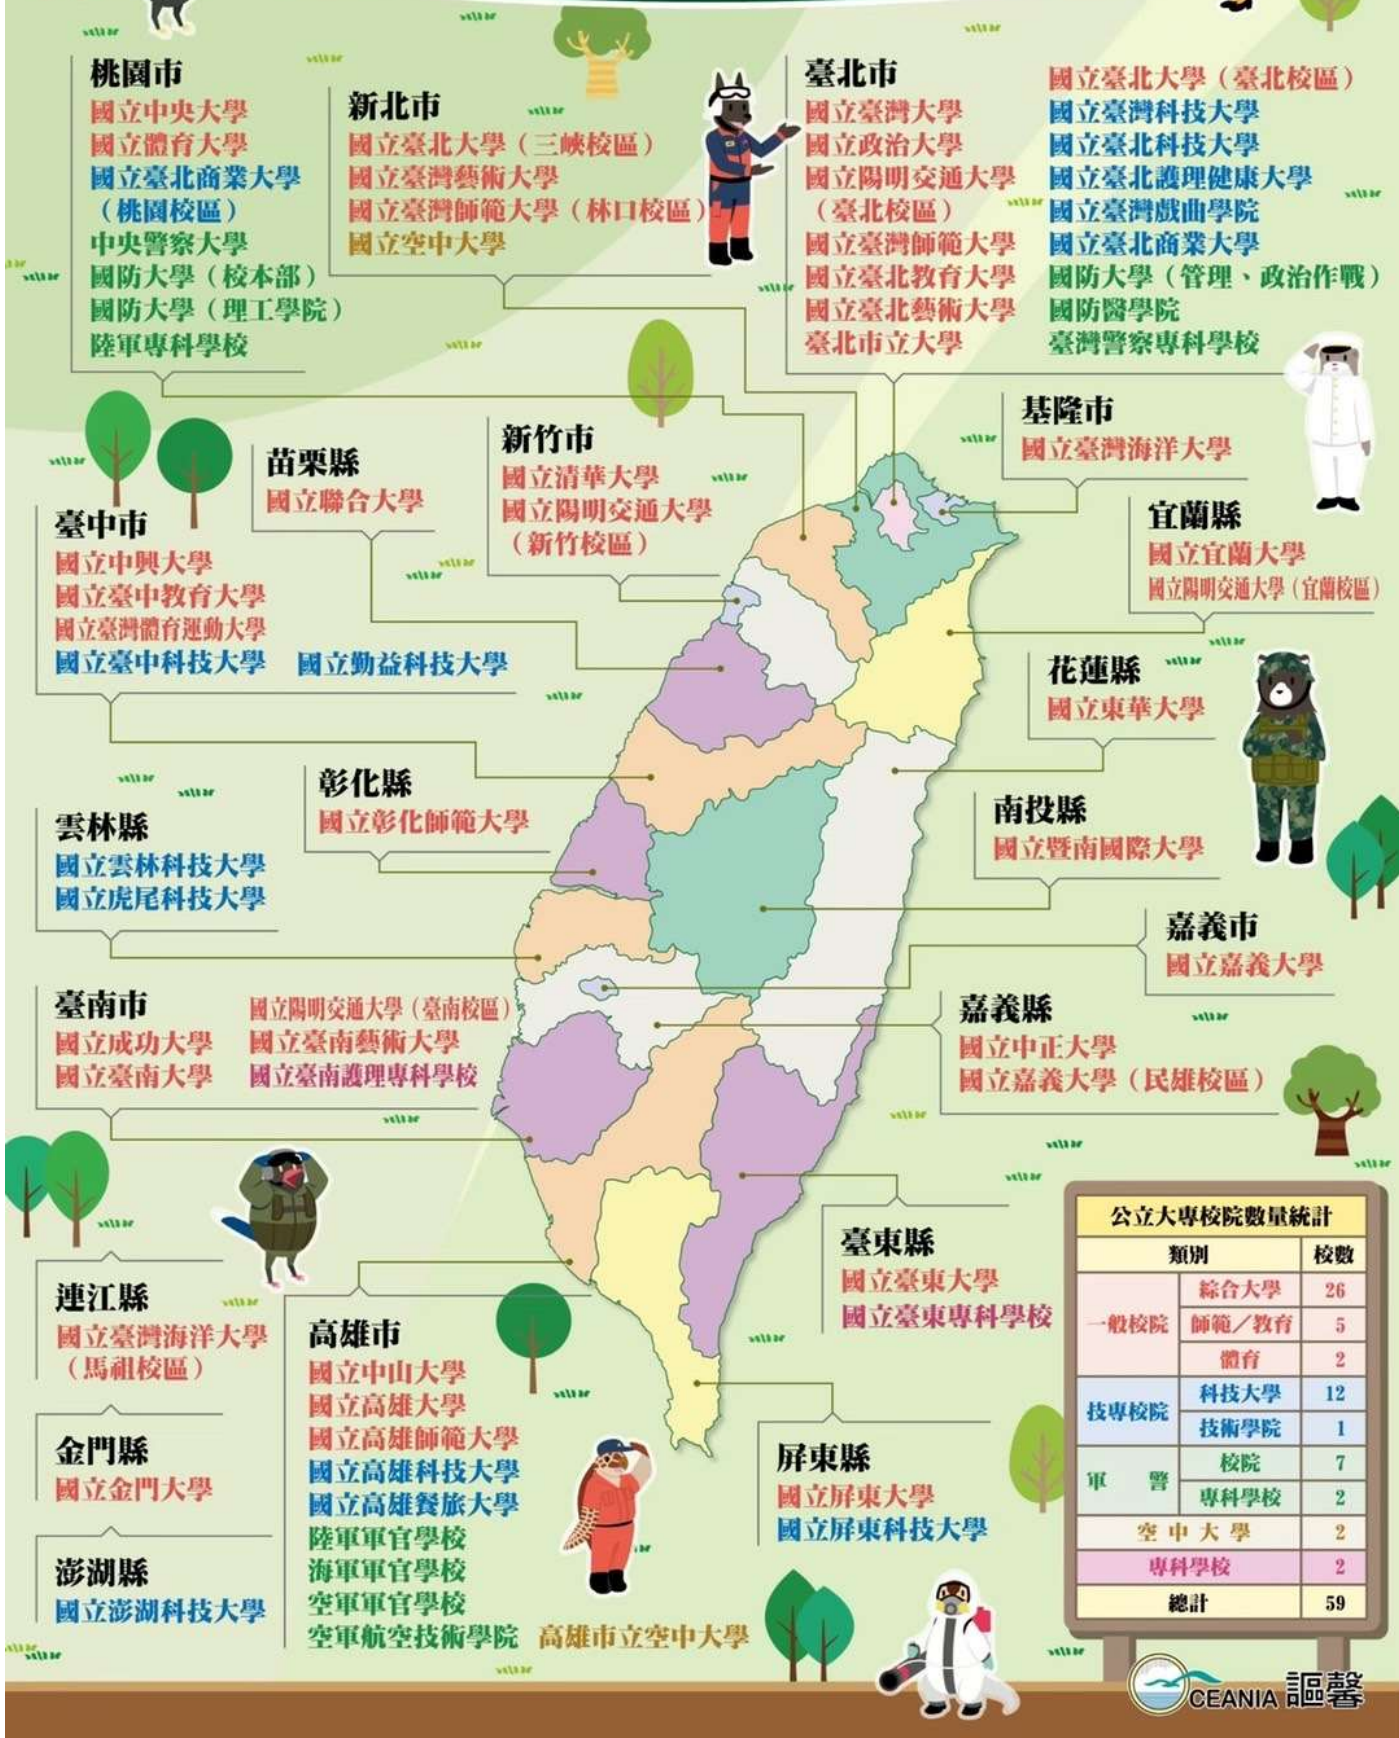 桃園市
國立中央大學
國立體育大學
國立臺北商業大學
（桃園校區）
中央警察大學
國防大學（校本部）
國防大學（理工學院）
陸軍專科學校
新北市
國立臺北大學（三峽校區）
國立臺灣藝術大學
國立臺灣師範大學（林口校區）
國立空中大學
臺北市
國立臺灣大學
國立政治大學
國立陽明交通大學
（臺北校區）
國立臺灣師範大學
國立臺北教育大學
國立臺北藝術大學
臺北市立大學
國立臺北大學（臺北校區）
國立臺灣科技大學
國立臺北科技大學
國立臺北護理健康大學
國立臺灣戲曲學院
國立臺北商業大學
國防大學（管理、政治作戰）
國防醫學院
臺灣警察專科學校
基隆市
國立臺灣海洋大學
新竹市
國立清華大學
國立陽明交通大學
（新竹校區）
苗栗縣
國立聯合大學
臺中市
國立中興大學
國立臺中教育大學
國立臺灣體育運動大學
國立臺中科技大學 國立勤益科技大學
宜蘭縣
國立宜蘭大學
國立陽明交通大學（宜蘭校區）
花蓮縣
國立東華大學
彰化縣
國立彰化師範大學
雲林縣
國立雲林科技大學
國立虎尾科技大學
南投縣
國立暨南國際大學
嘉義市
國立嘉義大學
臺南市
國立成功大學
國立臺南大學
國立陽明交通大學（臺南校區）
國立臺南藝術大學
國立臺南護理專科學校
嘉義縣
國立中正大學
國立嘉義大學（民雄校區）
臺東縣
國立臺東大學
國立臺東專科學校
連江縣
國立臺灣海洋大學
（馬祖校區）
金門縣
國立金門大學
澎湖縣
國立澎湖科技大學
高雄市
國立中山大學
國立高雄大學
國立高雄師範大學
國立高雄科技大學
國立高雄餐旅大學
陸軍軍官學校
海軍軍官學校
空軍軍官學校
空軍航空技術學院 高雄市立空中大學
屏東縣
國立屏東大學
國立屏東科技大學
公立大專校院數量統計
類別 校數
一般校院 綜合大學 26
師範／教育 5
體育 2
技專校院 科技大學 12
技術學院 1
軍警 校院 7
專科學校 2
空中大學 2
專科學校 2
總計 59
CEANIA 謳馨